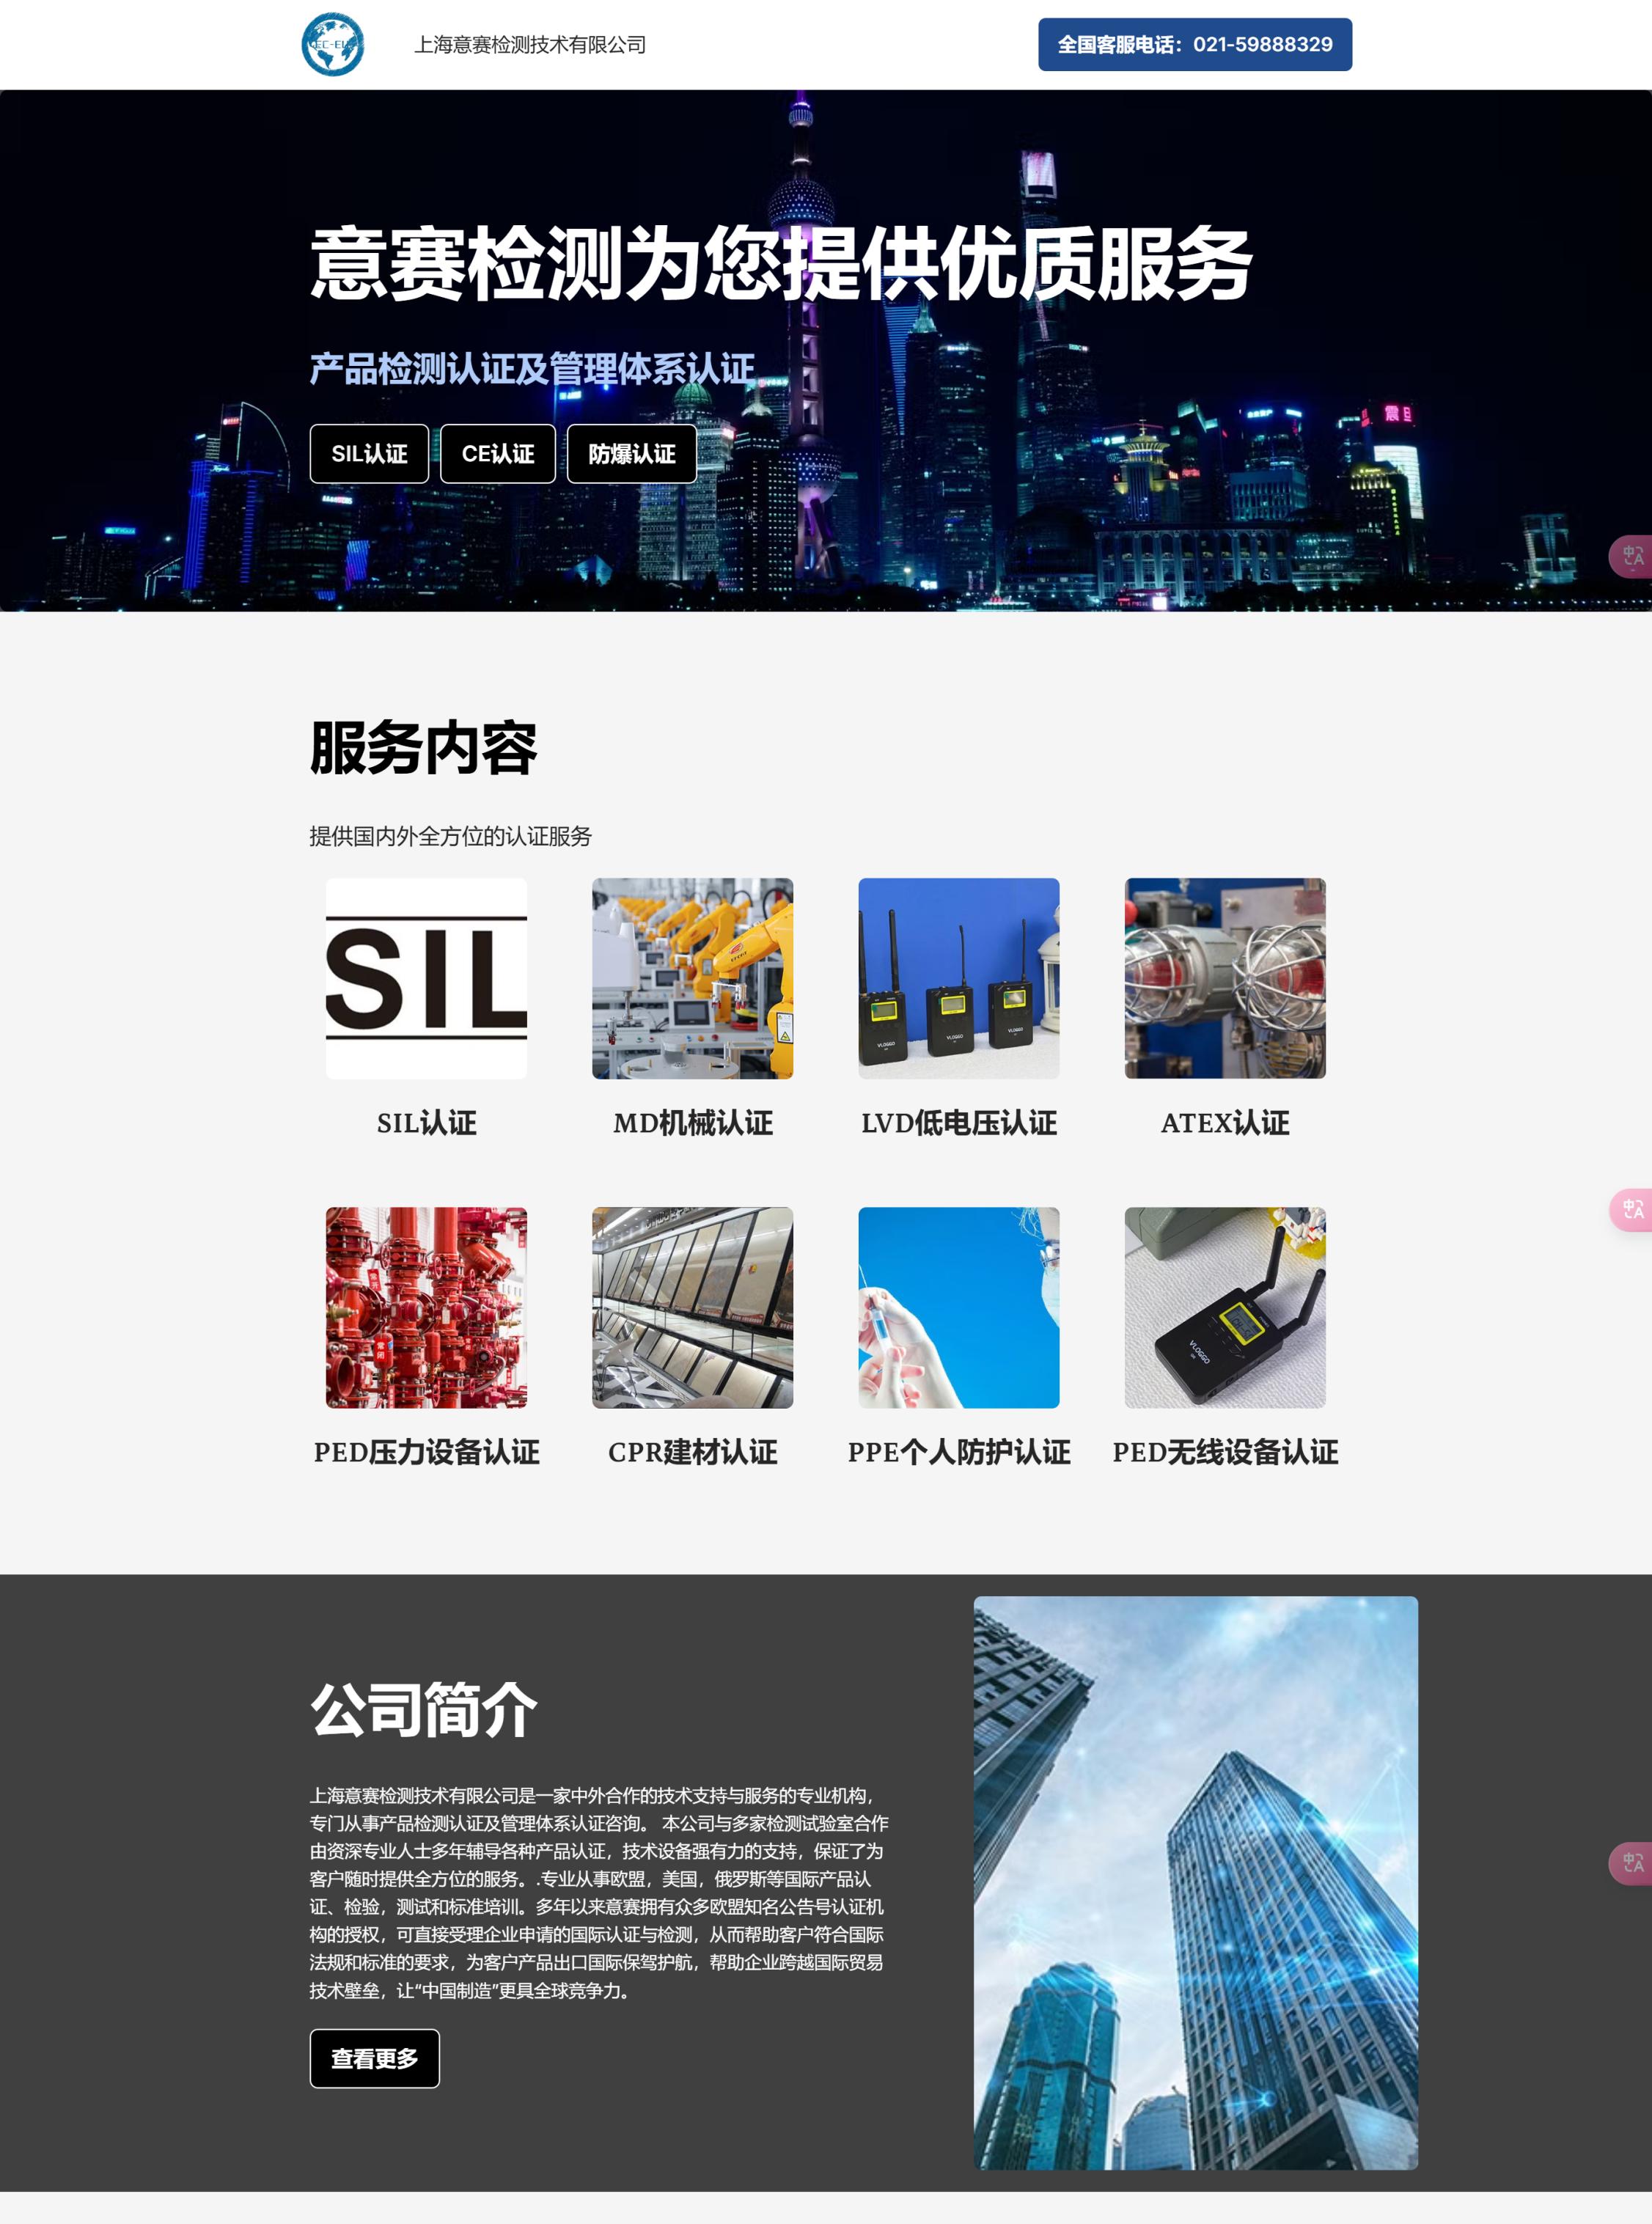 EC-EL
上海意赛检测技术有限公司
全国客服电话：021-59888329
意赛检测为您提供优质服务
产品检测认证及管理体系认证
SIL认证
CE认证
防爆认证
震旦
服务内容
提供国内外全方位的认证服务
SIL
VLOGGO
VLOGGO
VLOGGO
SIL认证
MD机械认证
LVD低电压认证
ATEX认证
常闭
VLOGGO
PED压力设备认证
CPR建材认证
PPE个人防护认证
PED无线设备认证
公司简介
上海意赛检测技术有限公司是一家中外合作的技术支持与服务的专业机构，
专门从事产品检测认证及管理体系认证咨询。 本公司与多家检测试验室合作
由资深专业人士多年辅导各种产品认证，技术设备强有力的支持，保证了为
客户随时提供全方位的服务。.专业从事欧盟，美国，俄罗斯等国际产品认
证、检验，测试和标准培训。多年以来意赛拥有众多欧盟知名公告号认证机
构的授权，可直接受理企业申请的国际认证与检测，从而帮助客户符合国际
法规和标准的要求，为客户产品出口国际保驾护航，帮助企业跨越国际贸易
技术壁垒，让“中国制造”更具全球竞争力。
查看更多